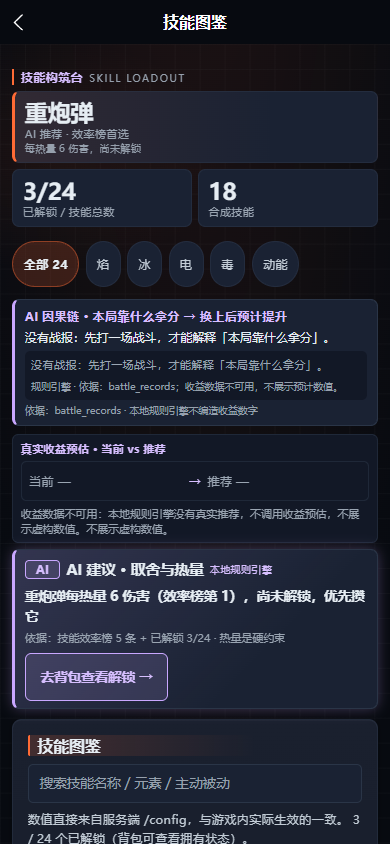 技能图鉴
技能构筑台 SKILL LOADOUT
重炮弹
AI 推荐 · 效率榜首选
每热量 6 伤害，尚未解锁
3/24
已解锁 / 技能总数
18
合成技能
全部 24
焰
冰
电
毒
动能
AI 因果链 · 本局靠什么拿分 → 换上后预计提升
没有战报：先打一场战斗，才能解释「本局靠什么拿分」。
没有战报：先打一场战斗，才能解释「本局靠什么拿分」。
规则引擎 · 依据：battle_records；收益数据不可用，不展示预计数值。
依据：battle_records · 本地规则引擎不编造收益数字
真实收益预估 · 当前 vs 推荐
当前 — → 推荐 —
收益数据不可用：本地规则引擎没有真实推荐，不调用收益预估，不展
示虚构数值。不展示虚构数值。
AI AI 建议 · 取舍与热量 本地规则引擎
重炮弹每热量 6 伤害（效率榜第 1），尚未解锁，优先攒
它
依据：技能效率榜 5 条 + 已解锁 3/24 · 热量是硬约束
去背包查看解锁 →
技能图鉴
搜索技能名称 / 元素 / 主动被动
数值直接来自服务端 /config，与游戏内实际生效的一致。 3
/ 24 个已解锁（背包可查看拥有状态）。